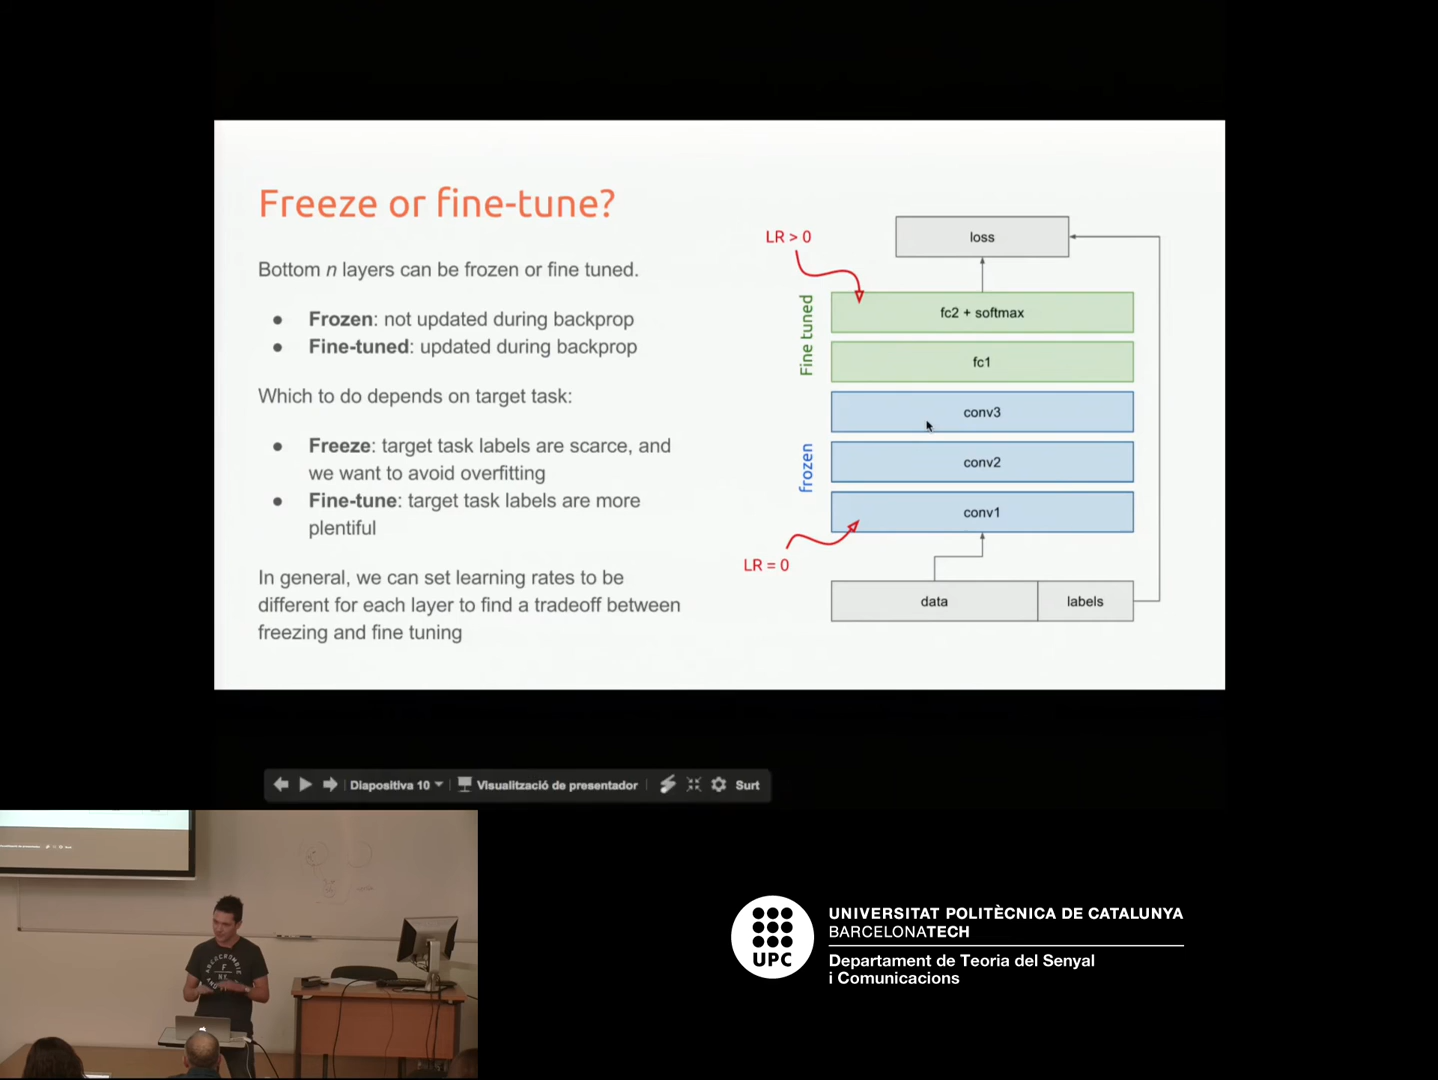 Freeze or fine-tune?
Bottom n layers can be frozen or fine tuned.
● Frozen: not updated during backprop
● Fine-tuned: updated during backprop
Which to do depends on target task:
● Freeze: target task labels are scarce, and
we want to avoid overfitting
● Fine-tune: target task labels are more
plentiful
In general, we can set learning rates to be
different for each layer to find a tradeoff between
freezing and fine tuning
LR > 0
loss
Fine tuned
fc2 + softmax
fc1
conv3
frozen
conv2
conv1
LR = 0
data
labels
Diapositiva 10
Visualització de presentador
Surt
ABERCROMBIE
UPC
UNIVERSITAT POLITÈCNICA DE CATALUNYA
BARCELONATECH
Departament de Teoria del Senyal
i Comunicacions